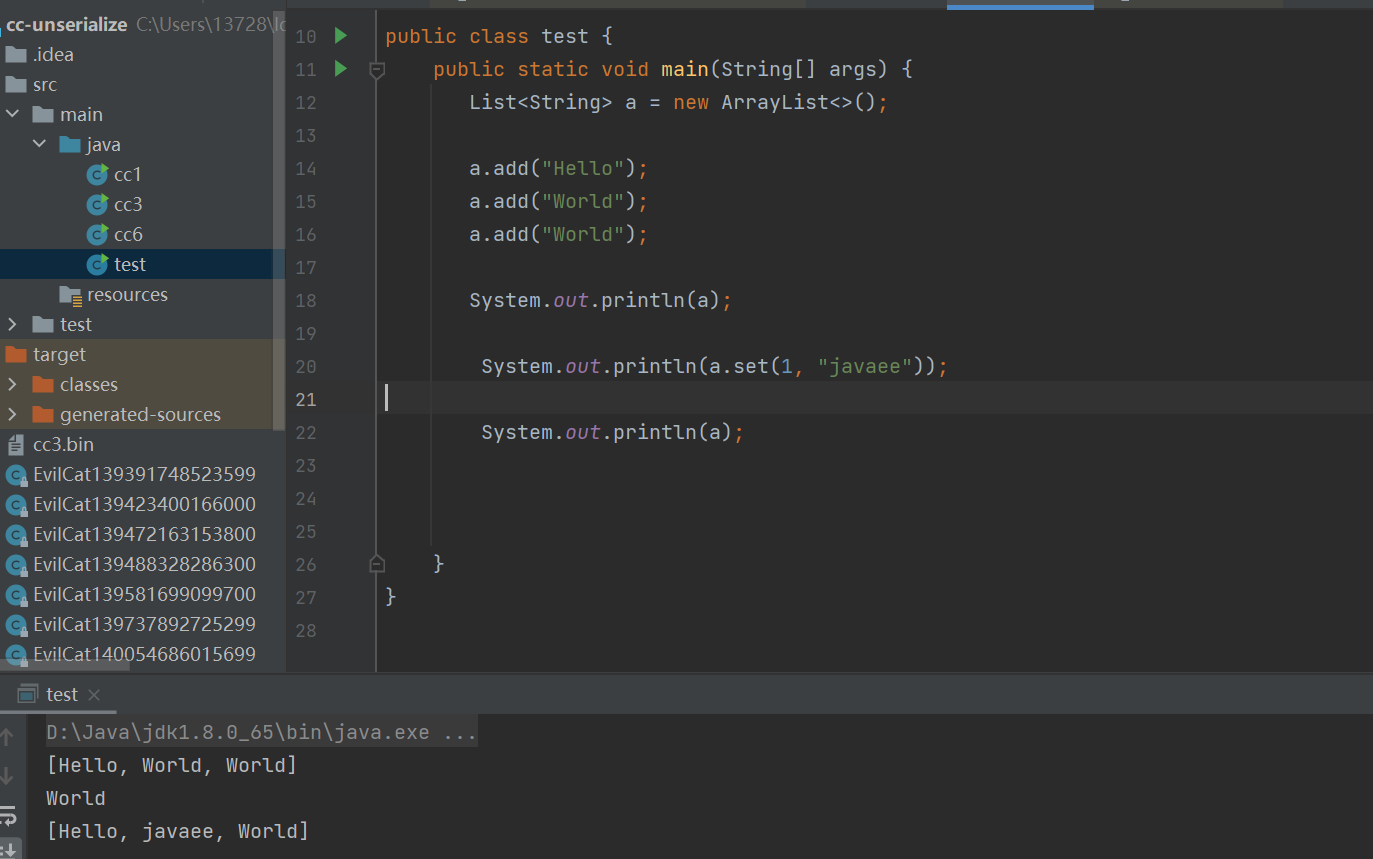 cc-unserialize C:\Users\13728\
.idea
src
main
java
cc1
cc3
cc6
test
resources
test
target
classes
generated-sources
cc3.bin
EvilCat139391748523599
EvilCat139423400166000
EvilCat139472163153800
EvilCat139488328286300
EvilCat139581699099700
EvilCat139737892725299
EvilCat140054686015699
10 public class test {
11 public static void main(String[] args) {
12 List<String> a = new ArrayList<>();
13
14 a.add("Hello");
15 a.add("World");
16 a.add("World");
17
18 System.out.println(a);
19
20 System.out.println(a.set(1, "javaee"));
21
22 System.out.println(a);
23
24
25
26 }
27 }
28
test
D:\Java\jdk1.8.0_65\bin\java.exe ...
[Hello, World, World]
World
[Hello, javaee, World]